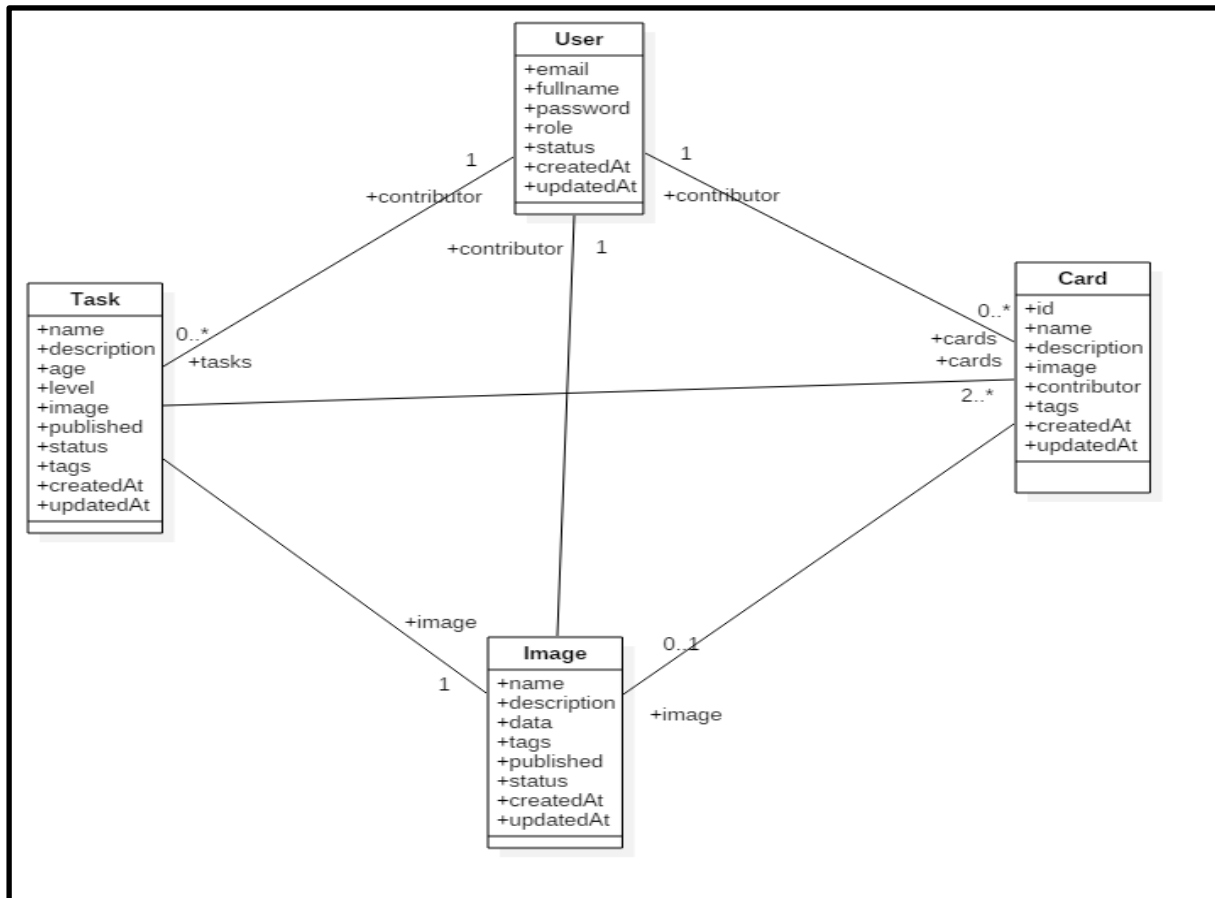 User
+email
+fullname
+password
+role
+status
+createdAt
+updatedAt
1
+contributor
1
+contributor
+contributor
1
Task
+name
+description
+age
+level
+image
+published
+status
+tags
+createdAt
+updatedAt
0..*
+tasks
Card
+id
+name
+description
+image
+contributor
+tags
+createdAt
+updatedAt
0..*
+cards
+cards
2..*
+image
1
0..1
+image
Image
+name
+description
+data
+tags
+published
+status
+createdAt
+updatedAt